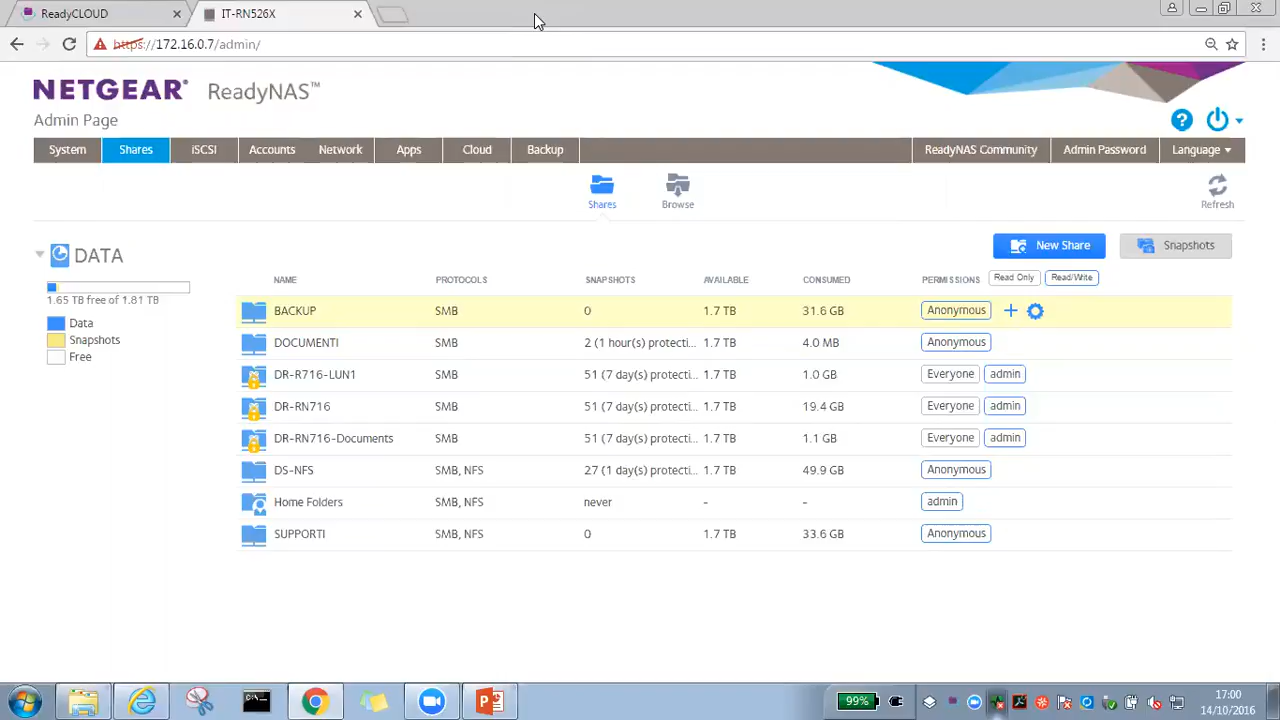 ReadyCLOUD
IT-RN526X
https://172.16.0.7/admin/
NETGEAR® ReadyNAS™
Admin Page
System Shares iSCSI Accounts Network Apps Cloud Backup ReadyNAS Community Admin Password Language
Shares Browse Refresh
DATA
New Share Snapshots
1.65 TB free of 1.81 TB
Data
Snapshots
Free
NAME PROTOCOLS SNAPSHOTS AVAILABLE CONSUMED PERMISSIONS Read Only Read/Write
BACKUP SMB 0 1.7 TB 31.6 GB Anonymous
DOCUMENTI SMB 2 (1 hour(s) protecti... 1.7 TB 4.0 MB Anonymous
DR-R716-LUN1 SMB 51 (7 day(s) protecti... 1.7 TB 1.0 GB Everyone admin
DR-RN716 SMB 51 (7 day(s) protecti... 1.7 TB 19.4 GB Everyone admin
DR-RN716-Documents SMB 51 (7 day(s) protecti... 1.7 TB 1.1 GB Everyone admin
DS-NFS SMB, NFS 27 (1 day(s) protecti... 1.7 TB 49.9 GB Anonymous
Home Folders SMB, NFS never - - admin
SUPPORTI SMB, NFS 0 1.7 TB 33.6 GB Anonymous
99%
17:00
14/10/2016